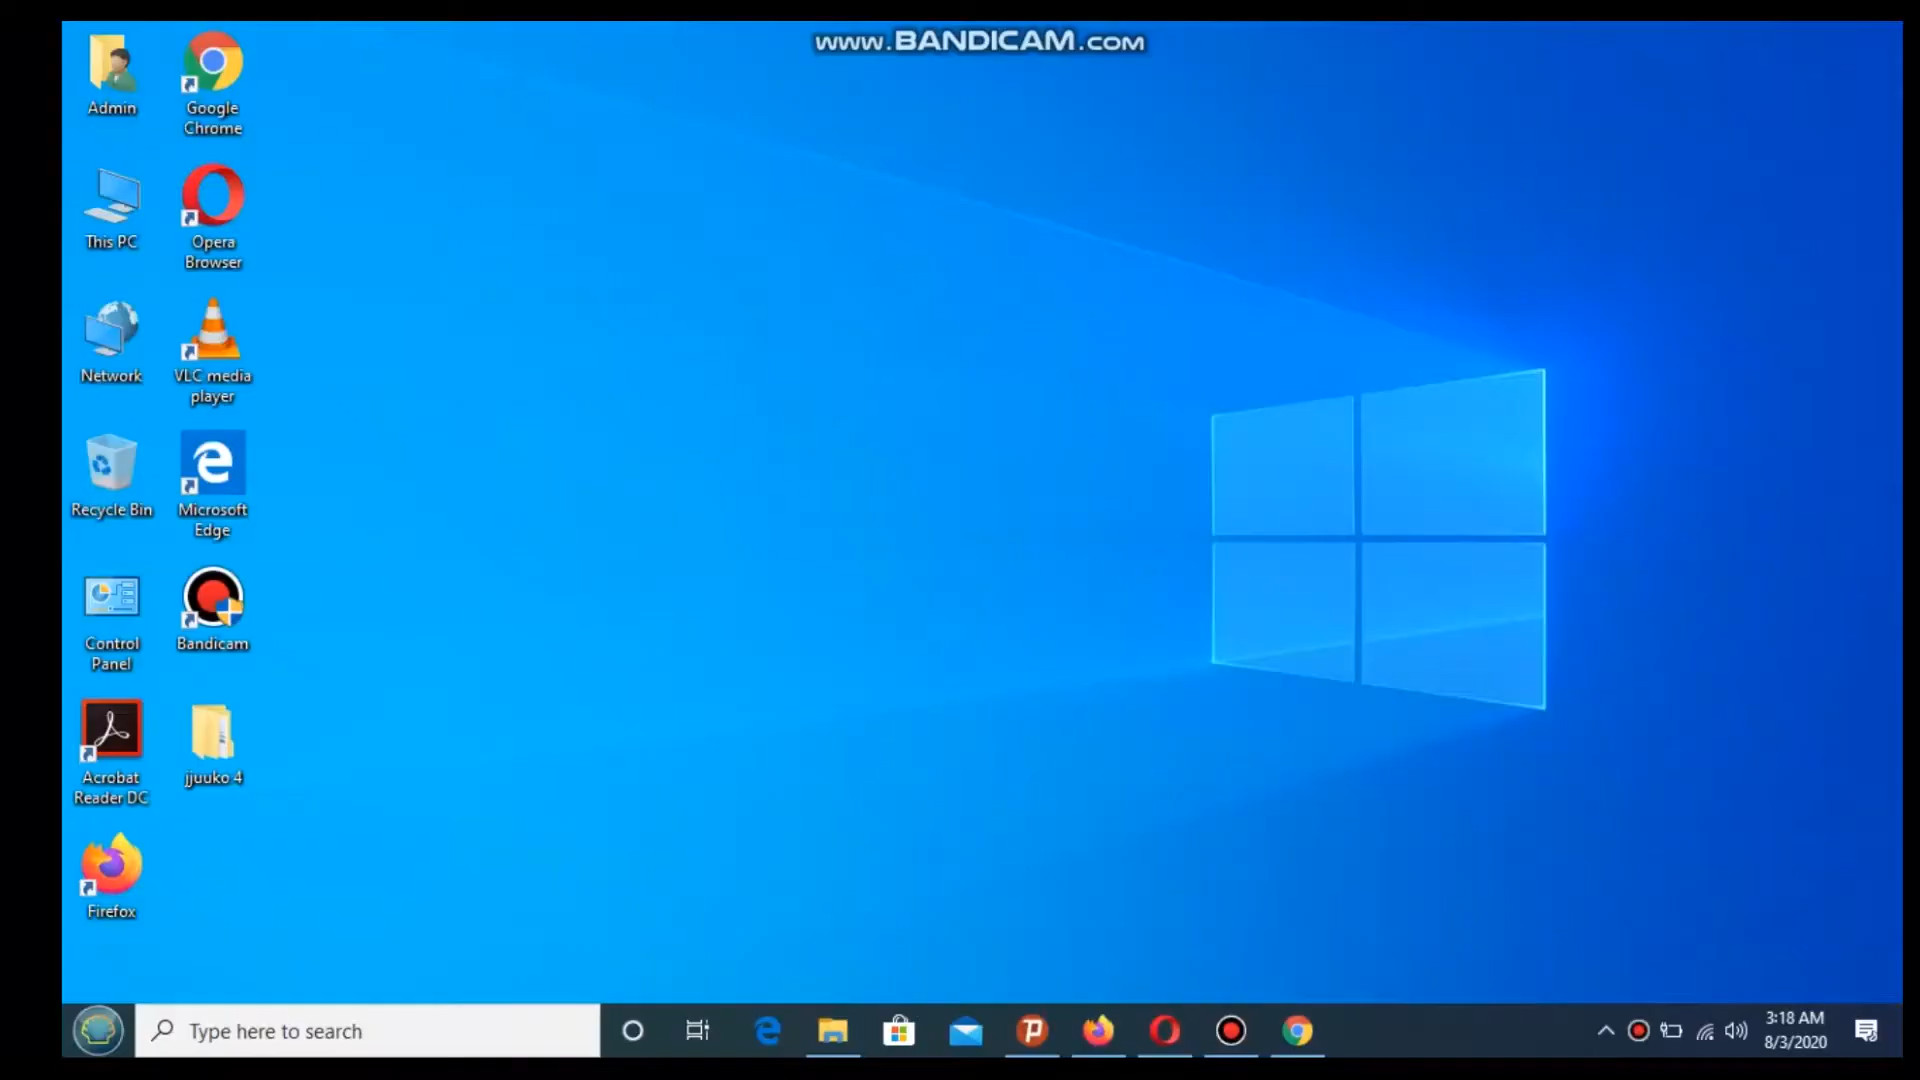 www.BANDICAM.com
Admin
Google
Chrome
This PC
Opera
Browser
Network
VLC media
player
Recycle Bin
Microsoft
Edge
Control
Panel
Bandicam
Acrobat
Reader DC
jjuuko 4
Firefox
Type here to search
3:18 AM
8/3/2020